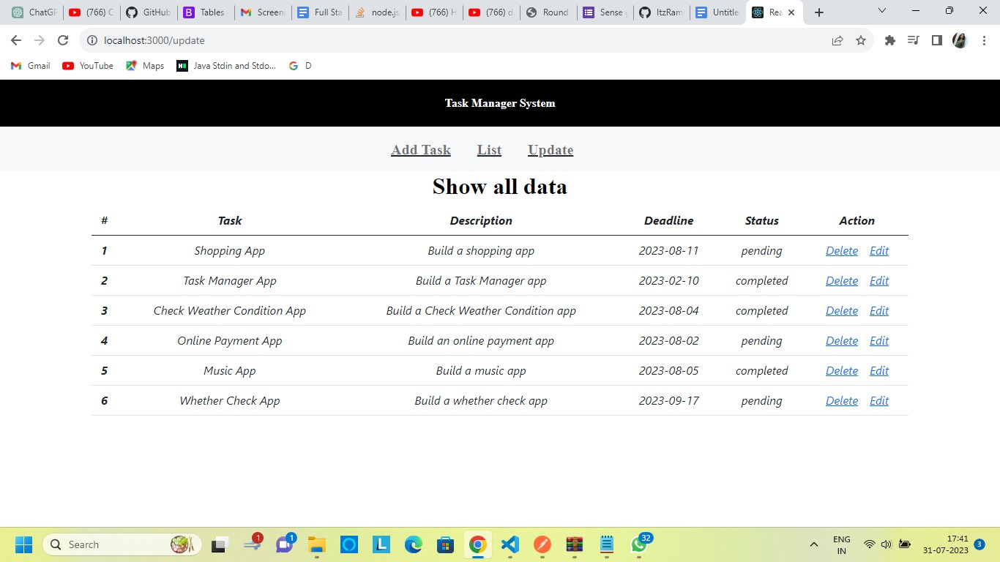 ChatGP (766) C GitHub Tables Screen Full Sta node.js (766) H (766) d Round Sense g ItzRam Untitle Rea
localhost:3000/update
Gmail YouTube Maps Java Stdin and Stdo... D
Task Manager System
Add Task List Update
Show all data
# Task Description Deadline Status Action
1 Shopping App Build a shopping app 2023-08-11 pending Delete Edit
2 Task Manager App Build a Task Manager app 2023-02-10 completed Delete Edit
3 Check Weather Condition App Build a Check Weather Condition app 2023-08-04 completed Delete Edit
4 Online Payment App Build an online payment app 2023-08-02 pending Delete Edit
5 Music App Build a music app 2023-08-05 completed Delete Edit
6 Whether Check App Build a whether check app 2023-09-17 pending Delete Edit
Search 1 1 L 32 ENG 17:41
IN 31-07-2023 3